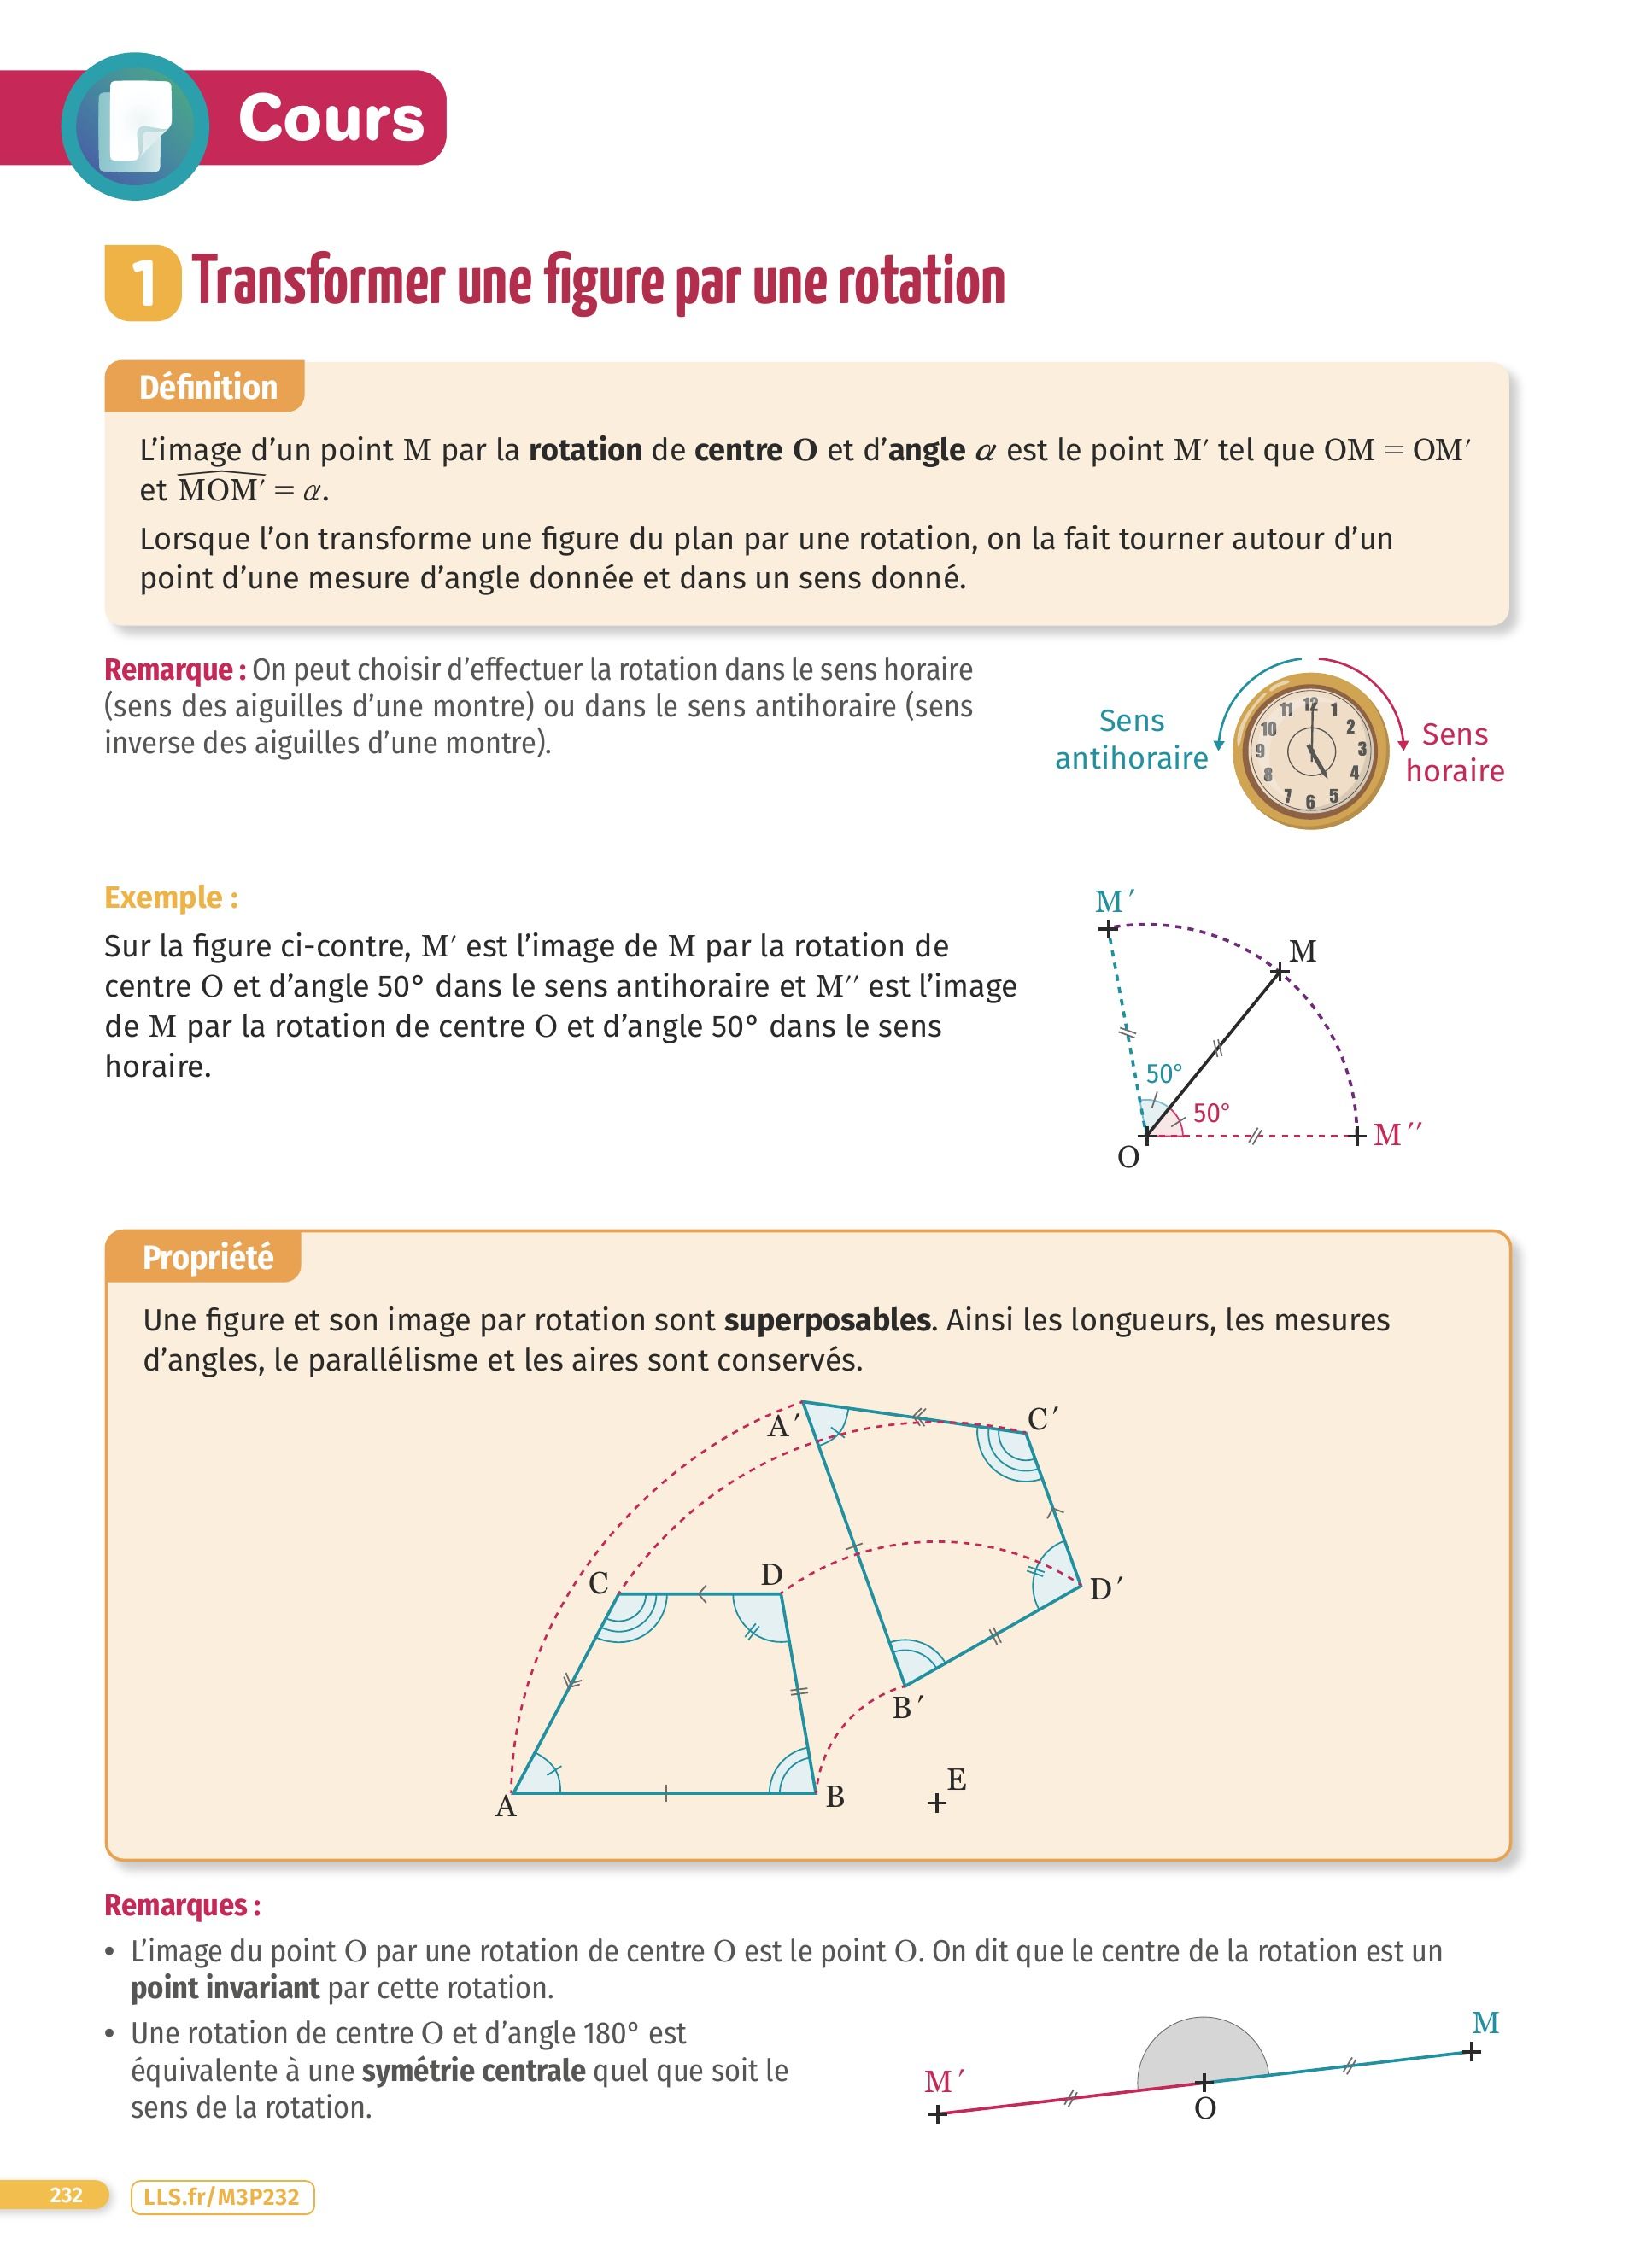 Cours
1 Transformer une figure par une rotation
Définition
L’image d’un point M par la rotation de centre O et d’angle α est le point M′ tel que OM = OM′
et \widehat{MOM′} = α.
Lorsque l’on transforme une figure du plan par une rotation, on la fait tourner autour d’un
point d’une mesure d’angle donnée et dans un sens donné.
Remarque : On peut choisir d’effectuer la rotation dans le sens horaire
(sens des aiguilles d’une montre) ou dans le sens antihoraire (sens
inverse des aiguilles d’une montre).
Sens
antihoraire
12
1
2
3
4
5
6
7
8
9
10
11
Sens
horaire
Exemple :
Sur la figure ci-contre, M′ est l’image de M par la rotation de
centre O et d’angle 50° dans le sens antihoraire et M′′ est l’image
de M par la rotation de centre O et d’angle 50° dans le sens
horaire.
M′
M
50°
50°
M′′
O
Propriété
Une figure et son image par rotation sont superposables. Ainsi les longueurs, les mesures
d’angles, le parallélisme et les aires sont conservés.
A′
C′
C
D
D′
B′
E
A
B
Remarques :
• L’image du point O par une rotation de centre O est le point O. On dit que le centre de la rotation est un
point invariant par cette rotation.
• Une rotation de centre O et d’angle 180° est
équivalente à une symétrie centrale quel que soit le
sens de la rotation.
M
M′
O
232
LLS.fr/M3P232